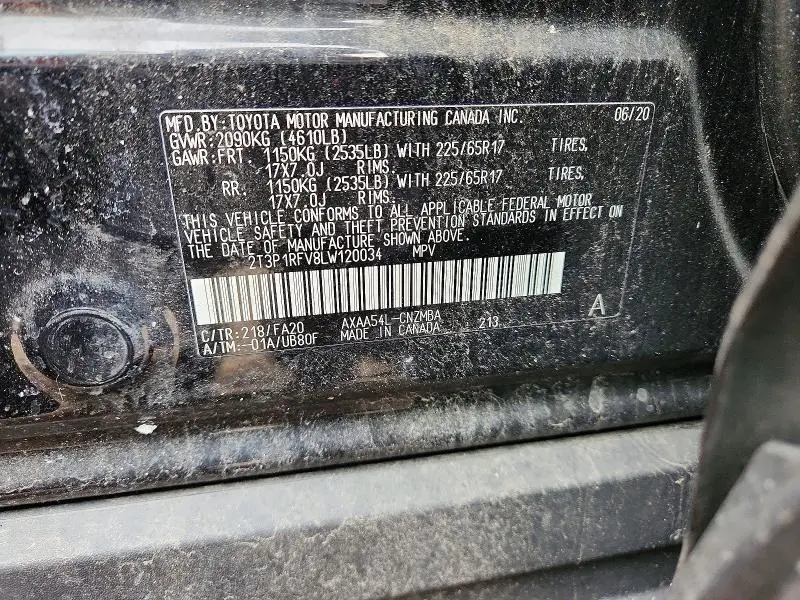 MFD. BY: TOYOTA MOTOR MANUFACTURING CANADA INC. 06/20
GVWR: 2090KG (4610LB)
GAWR: FRT. 1150KG (2535LB) WITH 225/65R17 TIRES,
17X7.0J RIMS.
RR. 1150KG (2535LB) WITH 225/65R17 TIRES,
17X7.0J RIMS.
THIS VEHICLE CONFORMS TO ALL APPLICABLE FEDERAL MOTOR
VEHICLE SAFETY AND THEFT PREVENTION STANDARDS IN EFFECT ON
THE DATE OF MANUFACTURE SHOWN ABOVE.
2T3P1RFV8LW120034 MPV
C/TR: 218/FA20 AXAA54L-CNZMBA A
A/TM: -01A/UB80F MADE IN CANADA 213